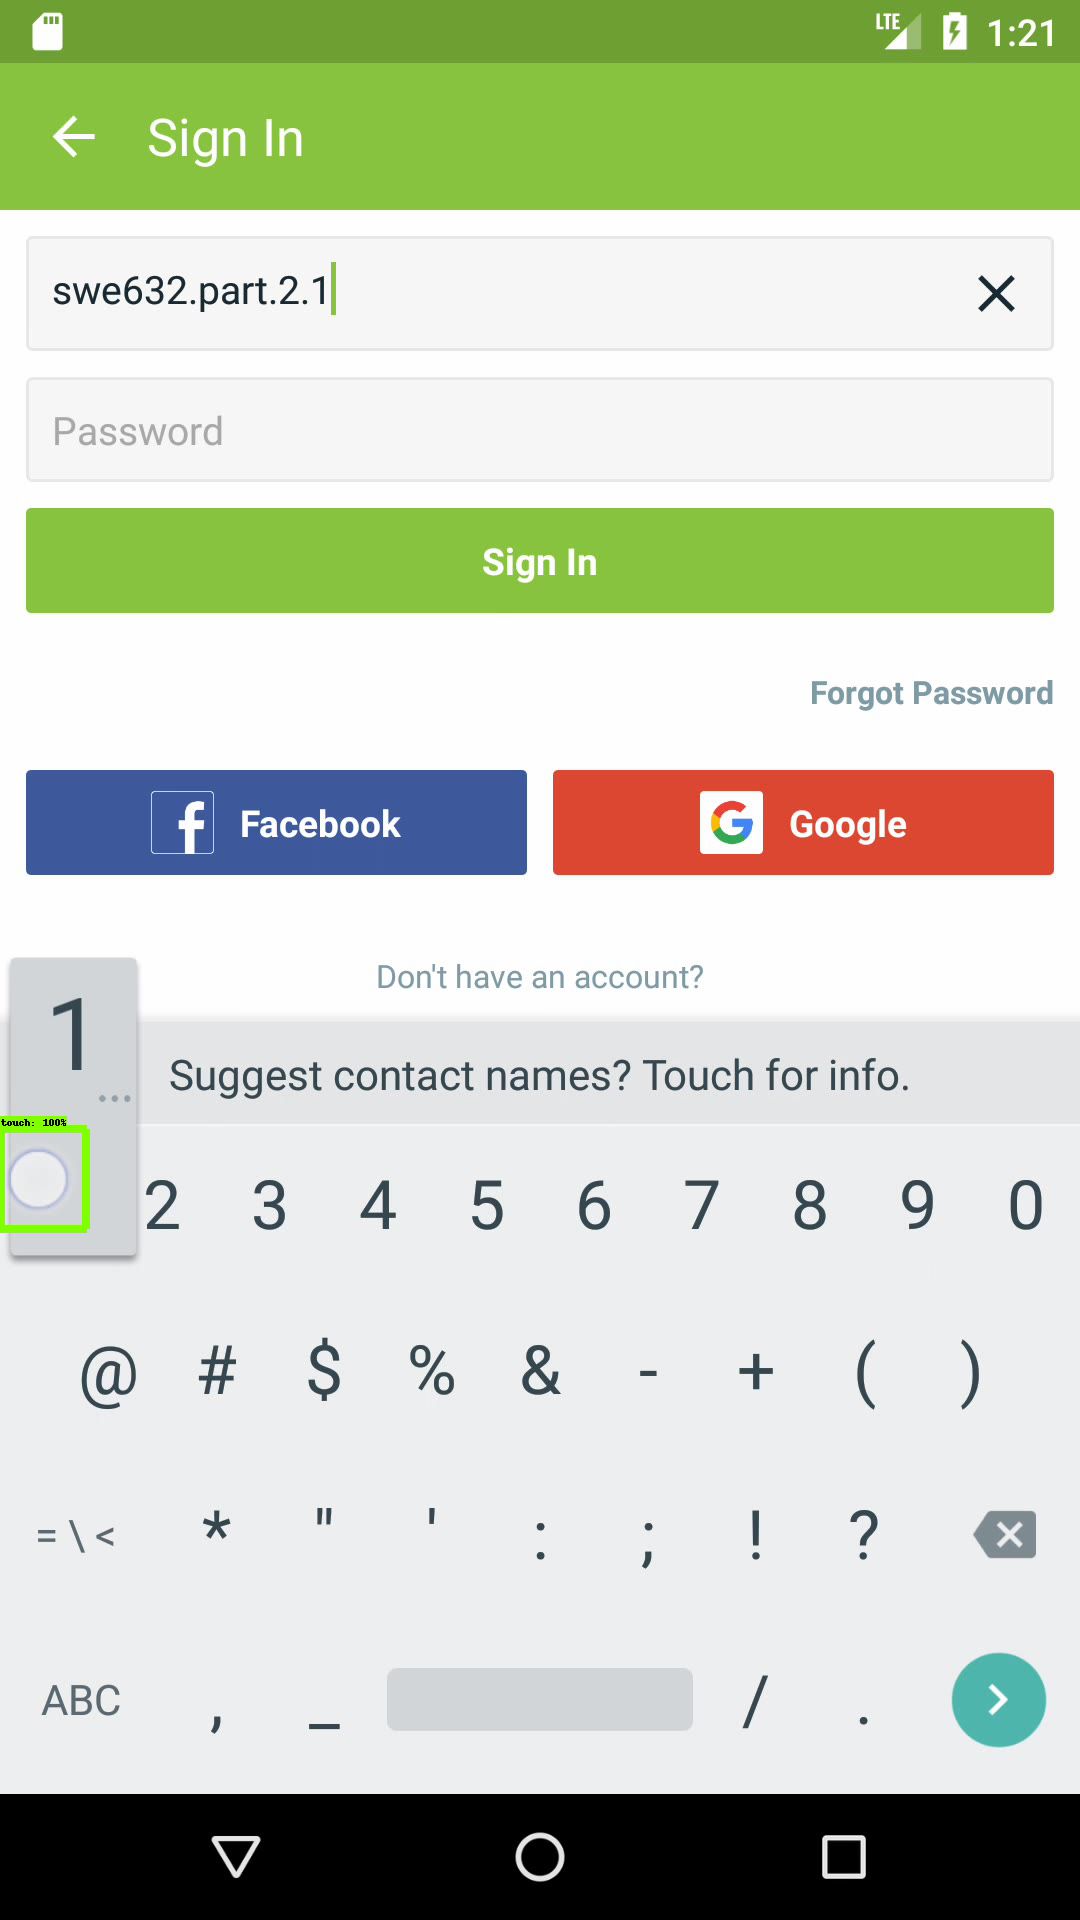 LTE 1:21
Sign In
swe632.part.2.1
Password
Sign In
Forgot Password
Facebook
Google
Don't have an account?
1
Suggest contact names? Touch for info.
touch: 100%
2 3 4 5 6 7 8 9 0
@ # $ % & - + ( )
= \ < * " ' : ; ! ?
ABC , _ / .